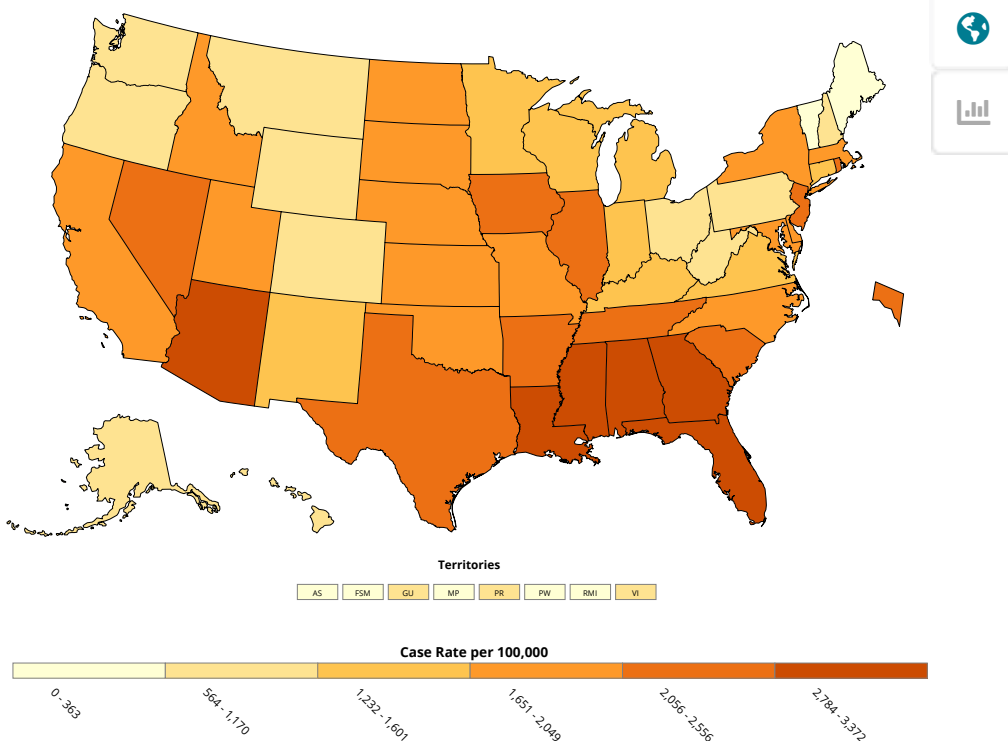 Territories
AS FSM GU MP PR PW RMI VI
Case Rate per 100,000
0 - 363
564 - 1,170
1,232 - 1,601
1,651 - 2,049
2,056 - 2,556
2,784 - 3,372